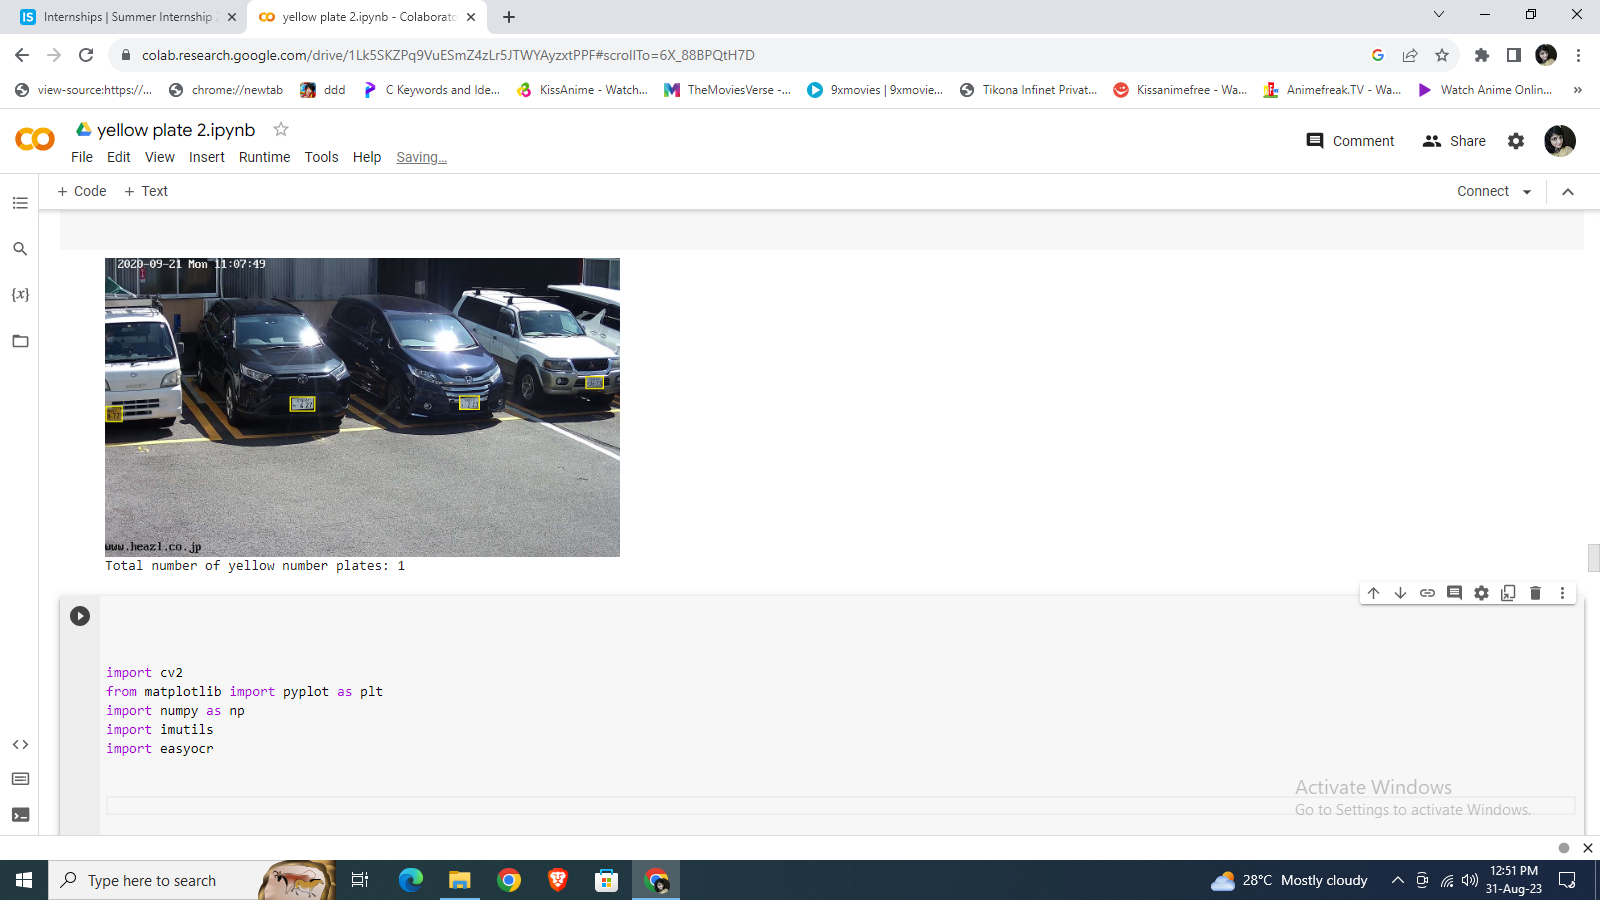 Internships | Summer Internship 2
yellow plate 2.ipynb - Colaborato
colab.research.google.com/drive/1Lk5SKZPq9VuESmZ4zLr5JTWYAyzxtPPF#scrollTo=6X_88BPQtH7D
view-source:https://... chrome://newtab ddd C Keywords and Ide... KissAnime - Watch... TheMoviesVerse -... 9xmovies | 9xmovie... Tikona Infinet Privat... Kissanimefree - Wa... Animefreak.TV - Wa... Watch Anime Onlin... »
CO yellow plate 2.ipynb
Comment Share
File Edit View Insert Runtime Tools Help Saving...
+ Code + Text Connect
{x}
2020-09-21 Mon 11:07:49
www.heazl.co.jp
Total number of yellow number plates: 1
import cv2
from matplotlib import pyplot as plt
import numpy as np
import imutils
import easyocr
Activate Windows
Go to Settings to activate Windows.
Type here to search
28°C Mostly cloudy
12:51 PM
31-Aug-23